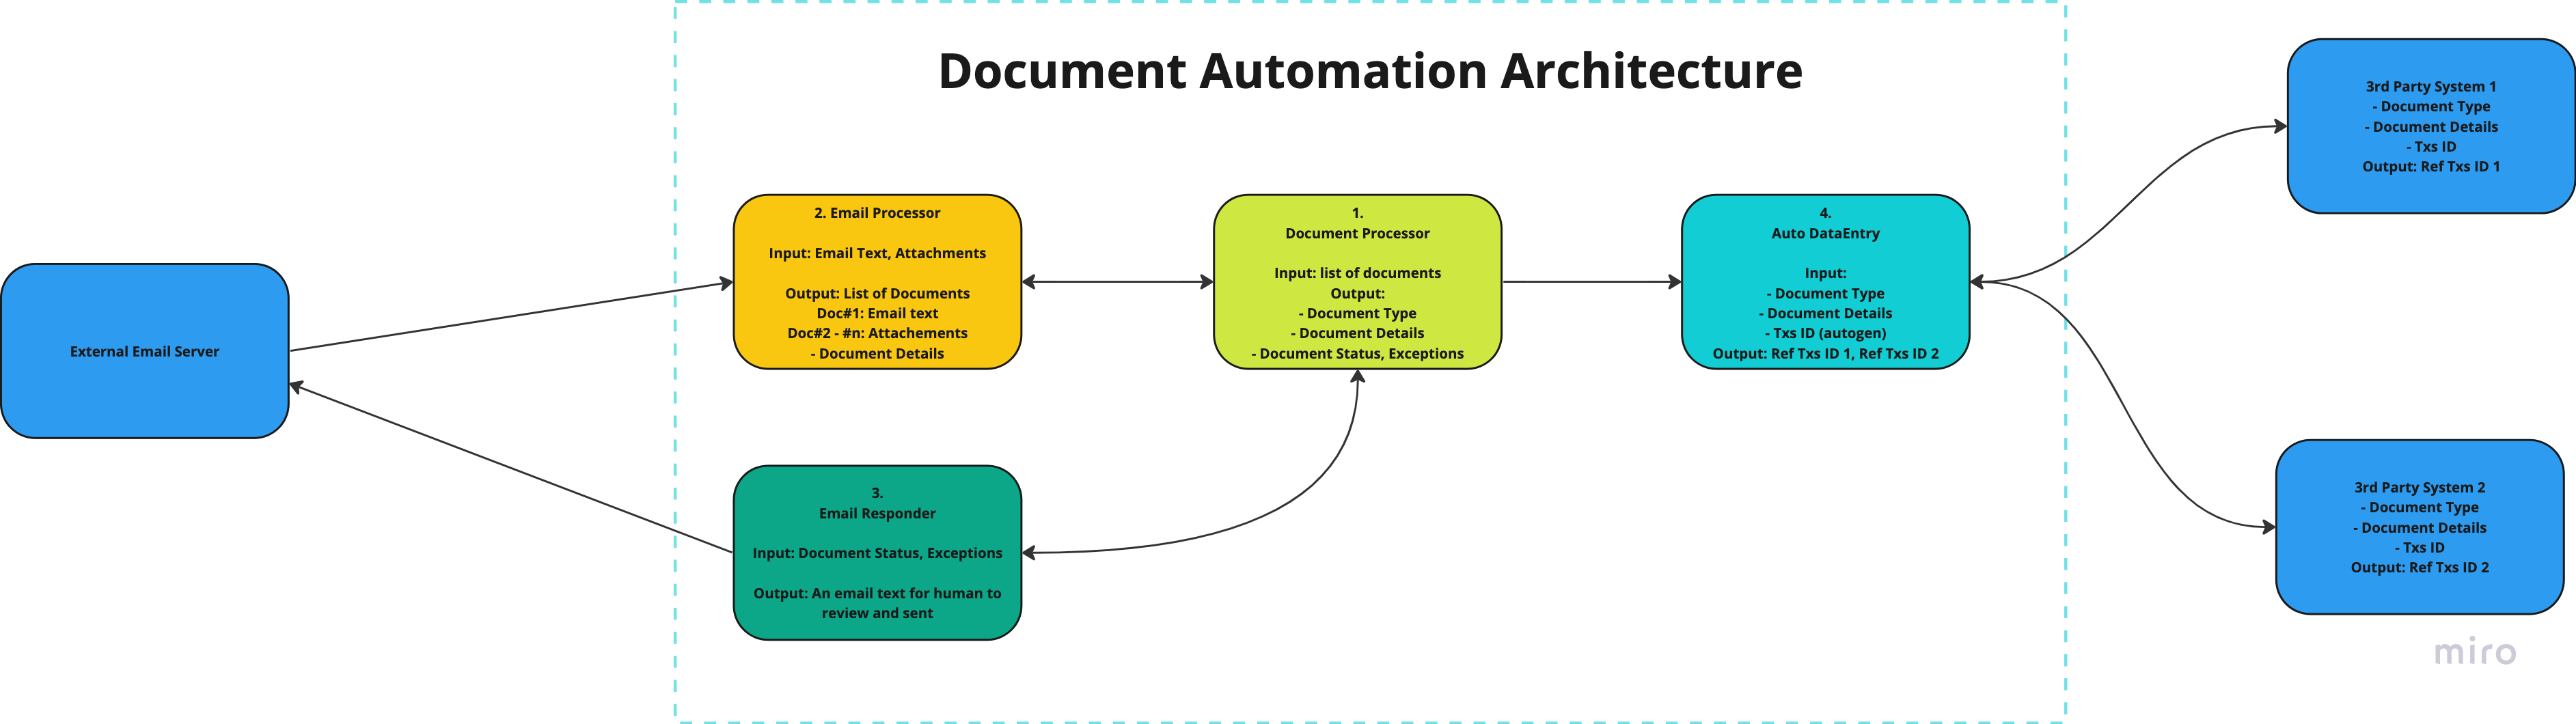 Document Automation Architecture
External Email Server
2. Email Processor
Input: Email Text, Attachments
Output: List of Documents
Doc#1: Email text
Doc#2 - #n: Attachements
- Document Details
1.
Document Processor
Input: list of documents
Output:
- Document Type
- Document Details
- Document Status, Exceptions
4.
Auto DataEntry
Input:
- Document Type
- Document Details
- Txs ID (autogen)
Output: Ref Txs ID 1, Ref Txs ID 2
3rd Party System 1
- Document Type
- Document Details
- Txs ID
Output: Ref Txs ID 1
3.
Email Responder
Input: Document Status, Exceptions
Output: An email text for human to
review and sent
3rd Party System 2
- Document Type
- Document Details
- Txs ID
Output: Ref Txs ID 2
miro